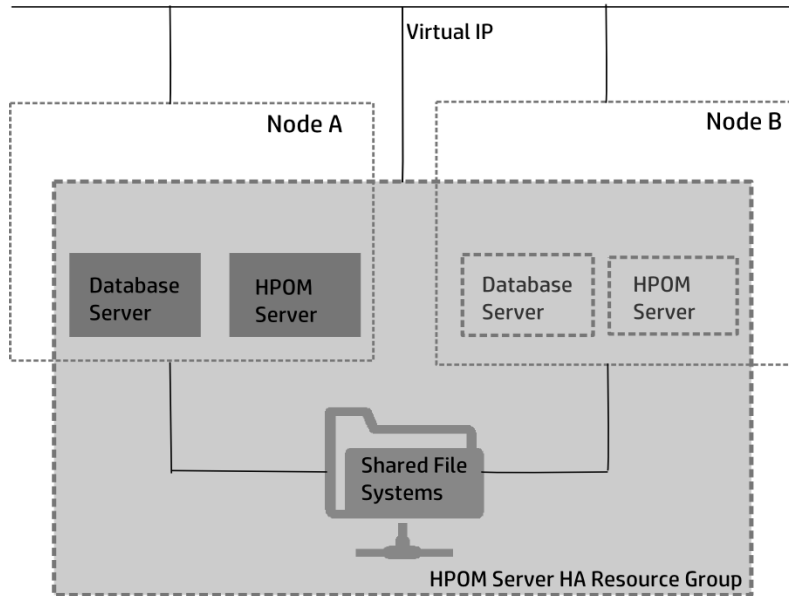 Virtual IP
Node A
Node B
Database
Server
HPOM
Server
Database
Server
HPOM
Server
Shared File
Systems
HPOM Server HA Resource Group